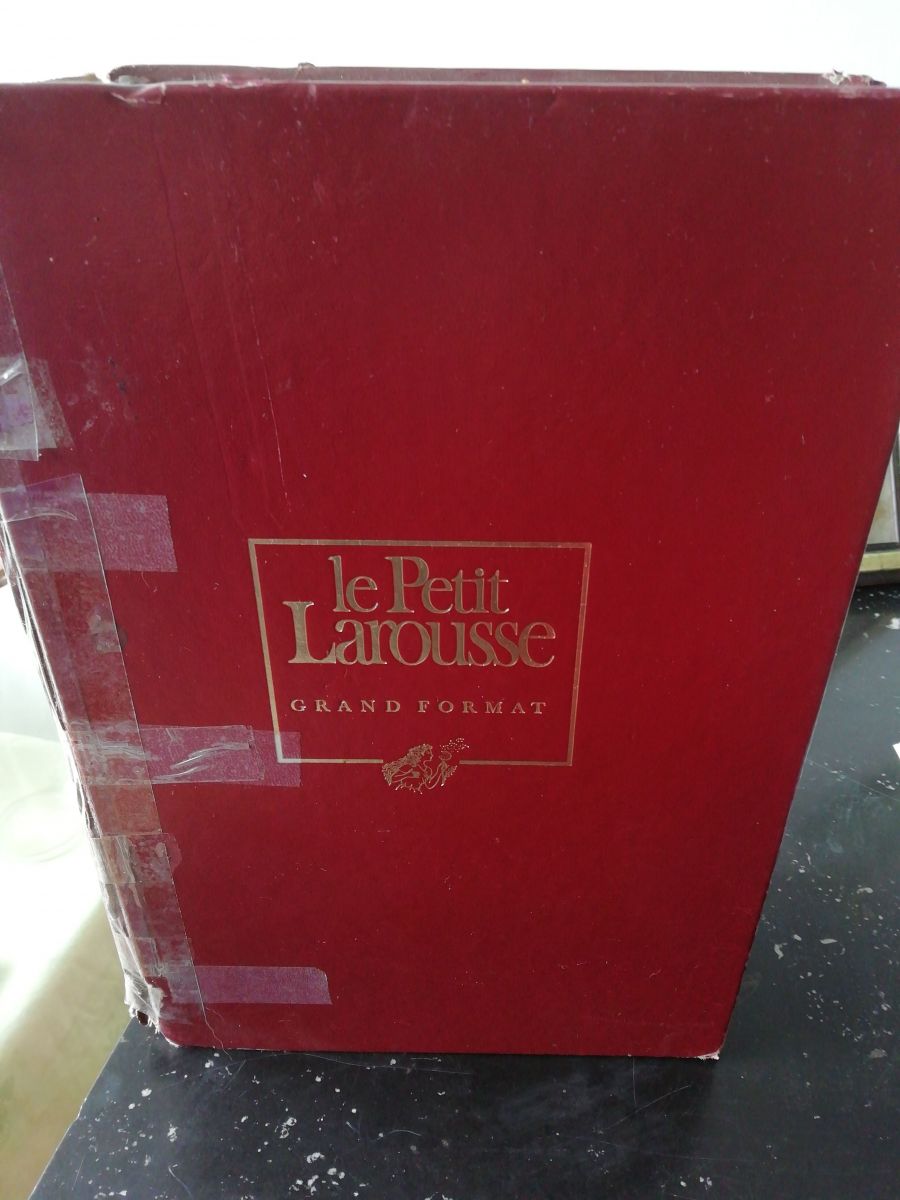 le Petit
Larousse
GRAND FORMAT